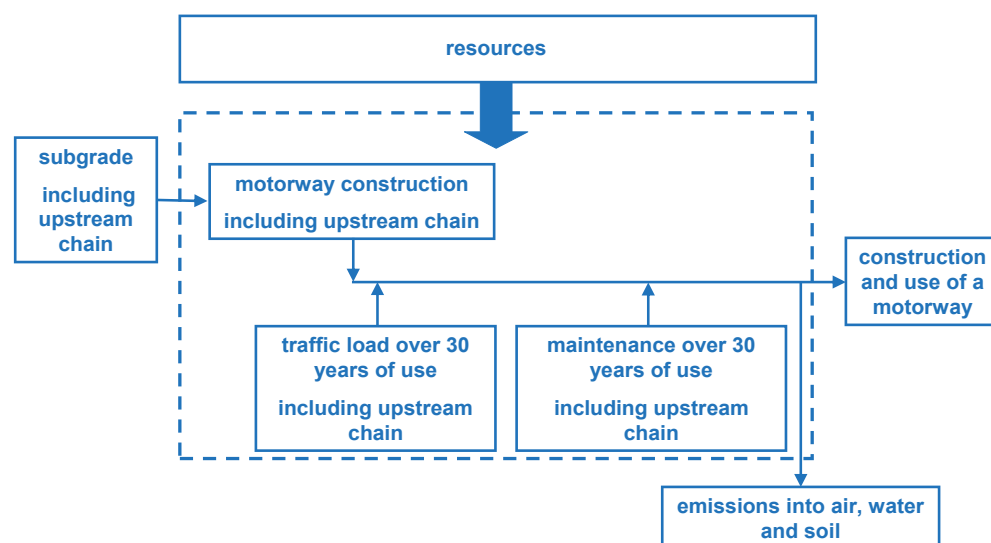 resources
subgrade
including
upstream
chain
motorway construction
including upstream chain
construction
and use of a
motorway
traffic load over 30
years of use
including upstream
chain
maintenance over 30
years of use
including upstream
chain
emissions into air, water
and soil